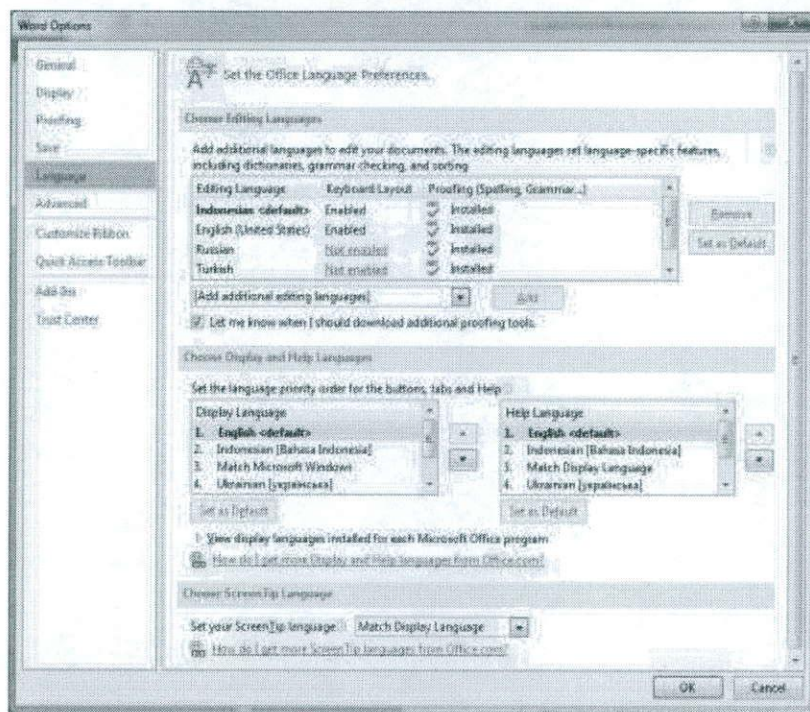 Word Options
General
Display
Proofing
Save
Language
Advanced
Customize Ribbon
Quick Access Toolbar
Add-Ins
Trust Center
Set the Office Language Preferences.
Choose Editing Languages
Add additional languages to edit your documents. The editing languages set language-specific features,
including dictionaries, grammar checking, and sorting
Editing Language Keyboard Layout Proofing (Spelling, Grammar...)
Indonesian <default> Enabled Installed
English (United States) Enabled Installed
Russian Not enabled Installed
Turkish Not enabled Installed
Remove
Set as Default
[Add additional editing languages] Add
Let me know when I should download additional proofing tools.
Choose Display and Help Languages
Set the language priority order for the buttons, tabs and Help
Display Language
1. English <default>
2. Indonesian [Bahasa Indonesia]
3. Match Microsoft Windows
4. Ukrainian [українська]
Set as Default
Help Language
1. English <default>
2. Indonesian [Bahasa Indonesia]
3. Match Display Language
4. Ukrainian [українська]
Set as Default
View display languages installed for each Microsoft Office program
How do I get more Display and Help languages from Office.com?
Choose ScreenTip Language
Set your ScreenTip language Match Display Language
How do I get more ScreenTip languages from Office.com?
OK Cancel